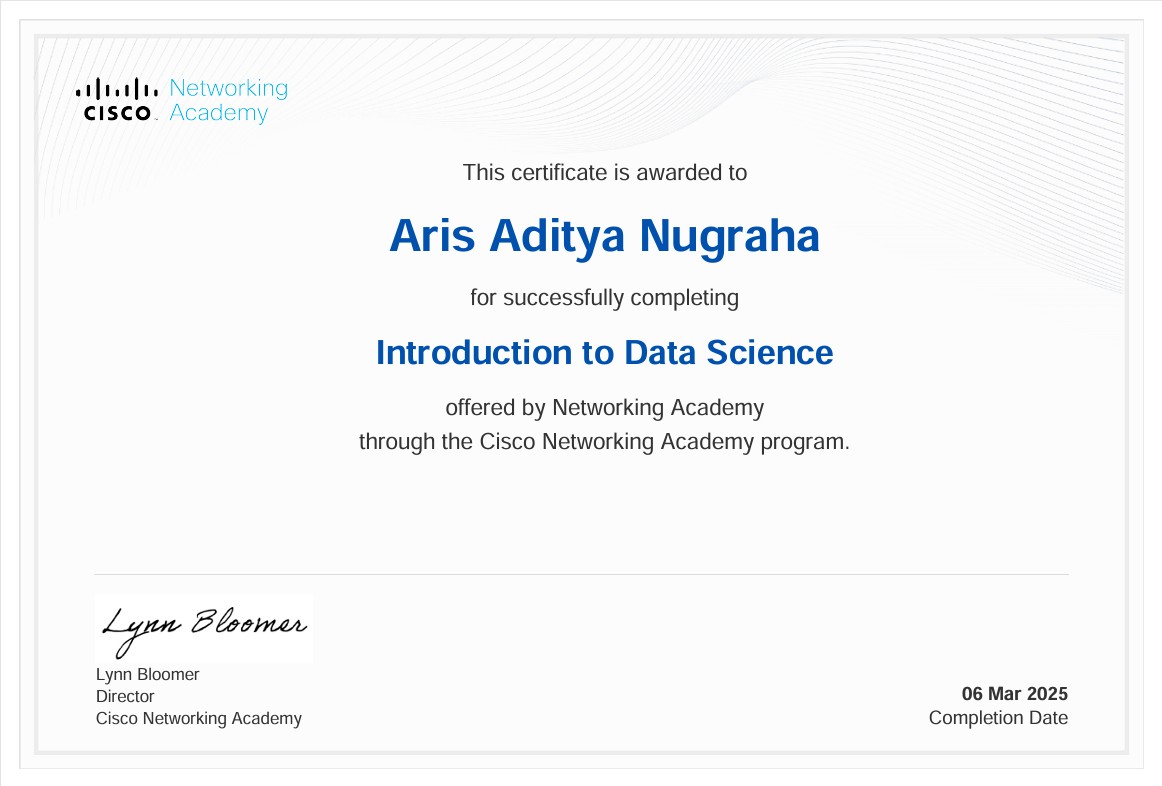 Networking
CISCO Academy
This certificate is awarded to
Aris Aditya Nugraha
for successfully completing
Introduction to Data Science
offered by Networking Academy
through the Cisco Networking Academy program.
Lynn Bloomer
Lynn Bloomer
Director
Cisco Networking Academy
06 Mar 2025
Completion Date